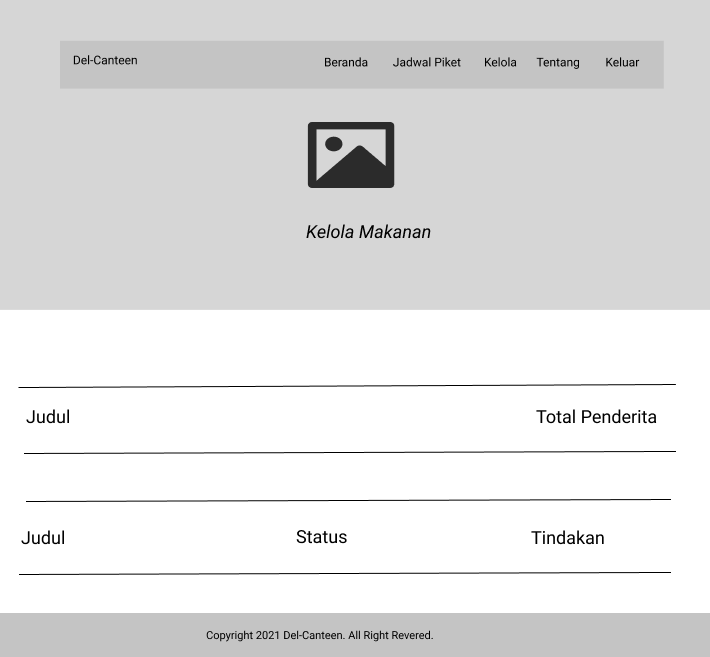 Del-Canteen Beranda Jadwal Piket Kelola Tentang Keluar
Kelola Makanan
Judul Total Penderita
Judul Status Tindakan
Copyright 2021 Del-Canteen. All Right Revered.